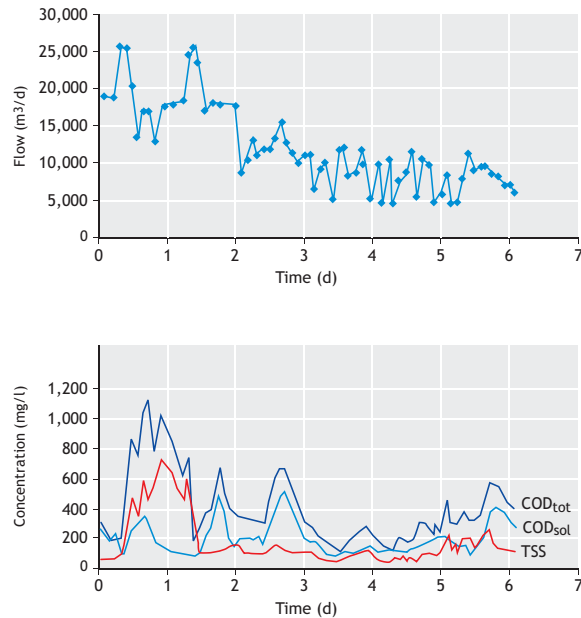 30,000
25,000
20,000
15,000
10,000
5,000
0
Flow (m³/d)
0 1 2 3 4 5 6 7
Time (d)
1,200
1,000
800
600
400
200
0
Concentration (mg/l)
CODtot
CODsol
TSS
0 1 2 3 4 5 6 7
Time (d)